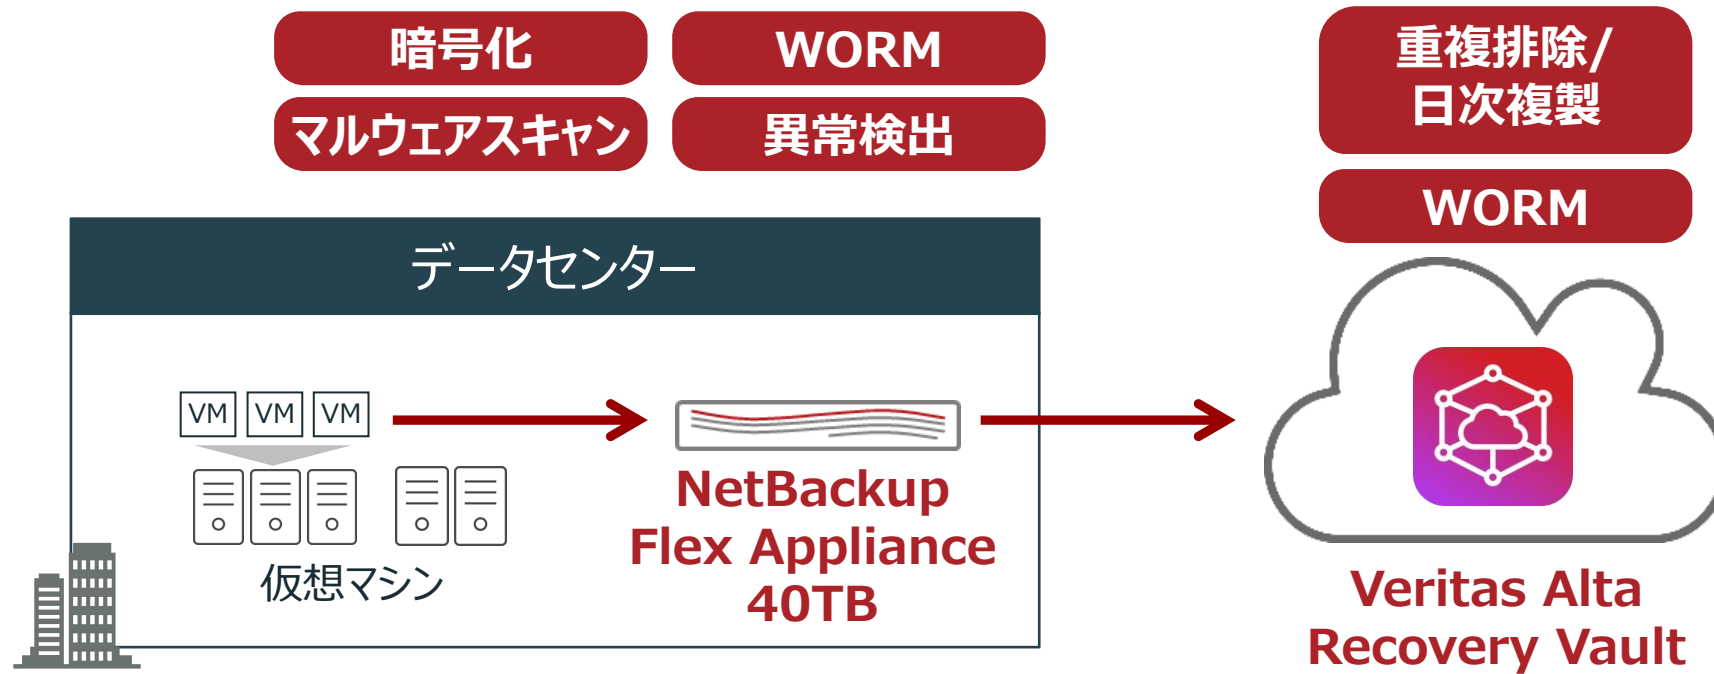 暗号化
WORM
マルウェアスキャン
異常検出
重複排除/
日次複製
WORM
データセンター
VM
VM
VM
仮想マシン
NetBackup
Flex Appliance
40TB
Veritas Alta
Recovery Vault